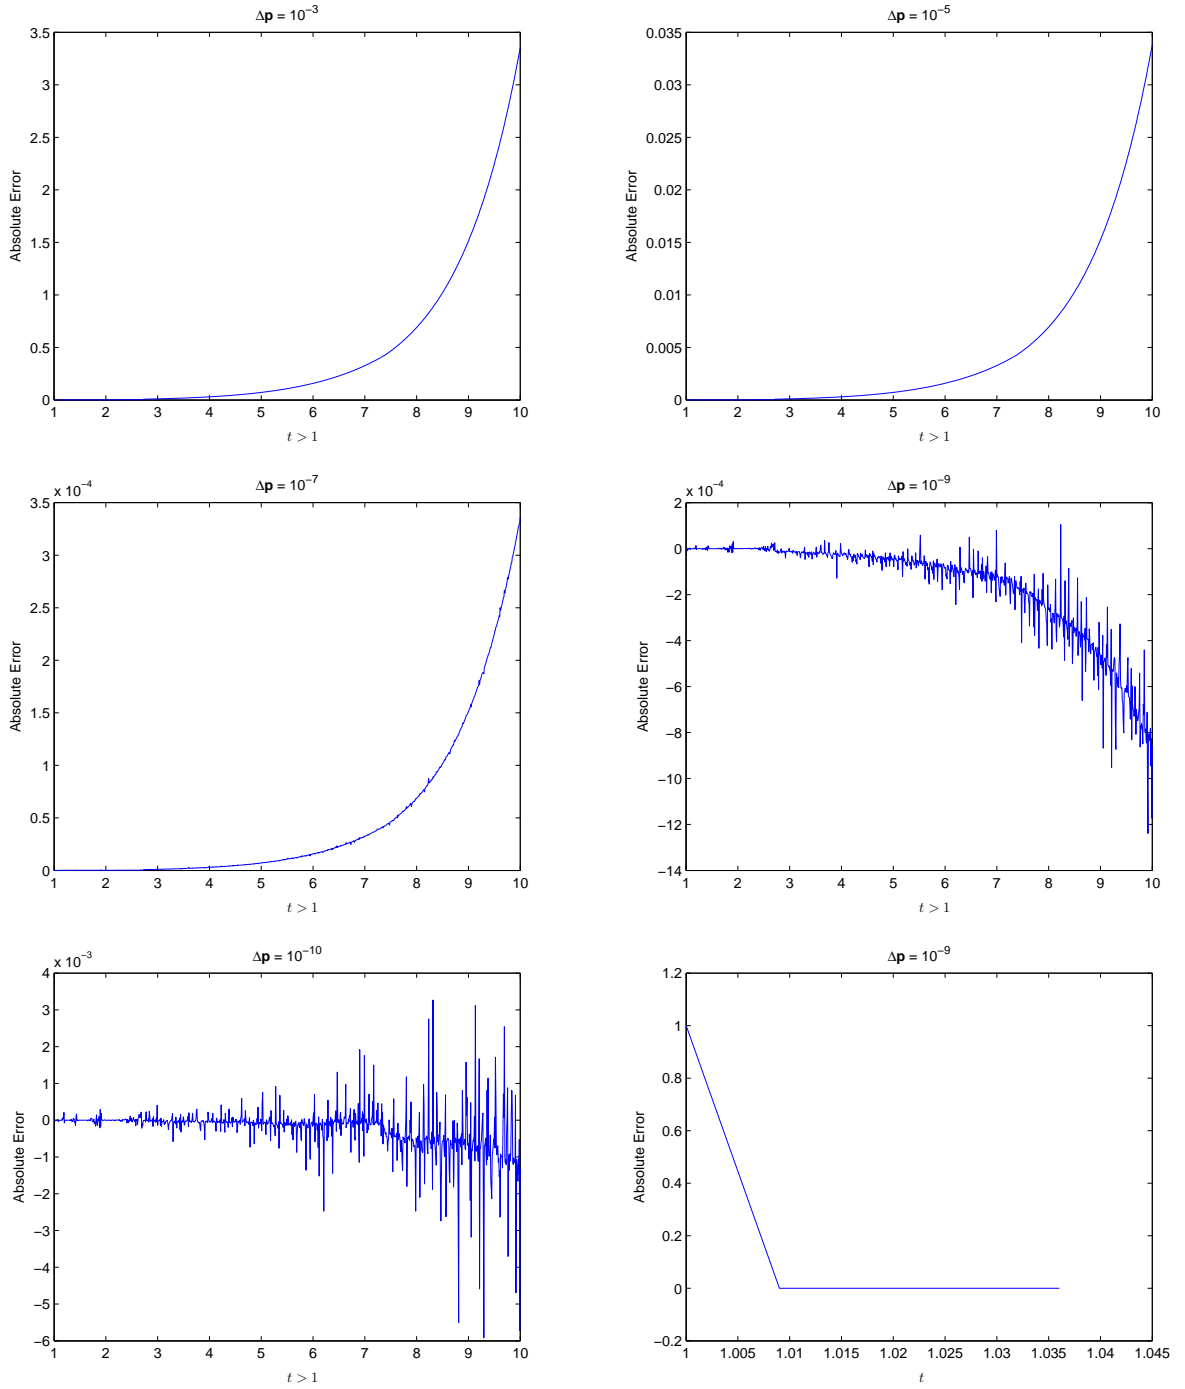 Δp = 10⁻³
3.5
3
2.5
2
1.5
1
0.5
0
Absolute Error
1 2 3 4 5 6 7 8 9 10
t > 1
Δp = 10⁻⁵
0.035
0.03
0.025
0.02
0.015
0.01
0.005
0
Absolute Error
1 2 3 4 5 6 7 8 9 10
t > 1
Δp = 10⁻⁷
x 10⁻⁴
3.5
3
2.5
2
1.5
1
0.5
0
Absolute Error
1 2 3 4 5 6 7 8 9 10
t > 1
Δp = 10⁻⁹
x 10⁻⁴
2
0
−2
−4
−6
−8
−10
−12
−14
Absolute Error
1 2 3 4 5 6 7 8 9 10
t > 1
Δp = 10⁻¹⁰
x 10⁻³
4
3
2
1
0
−1
−2
−3
−4
−5
−6
Absolute Error
1 2 3 4 5 6 7 8 9 10
t > 1
Δp = 10⁻⁹
1.2
1
0.8
0.6
0.4
0.2
0
−0.2
Absolute Error
1 1.005 1.01 1.015 1.02 1.025 1.03 1.035 1.04 1.045
t